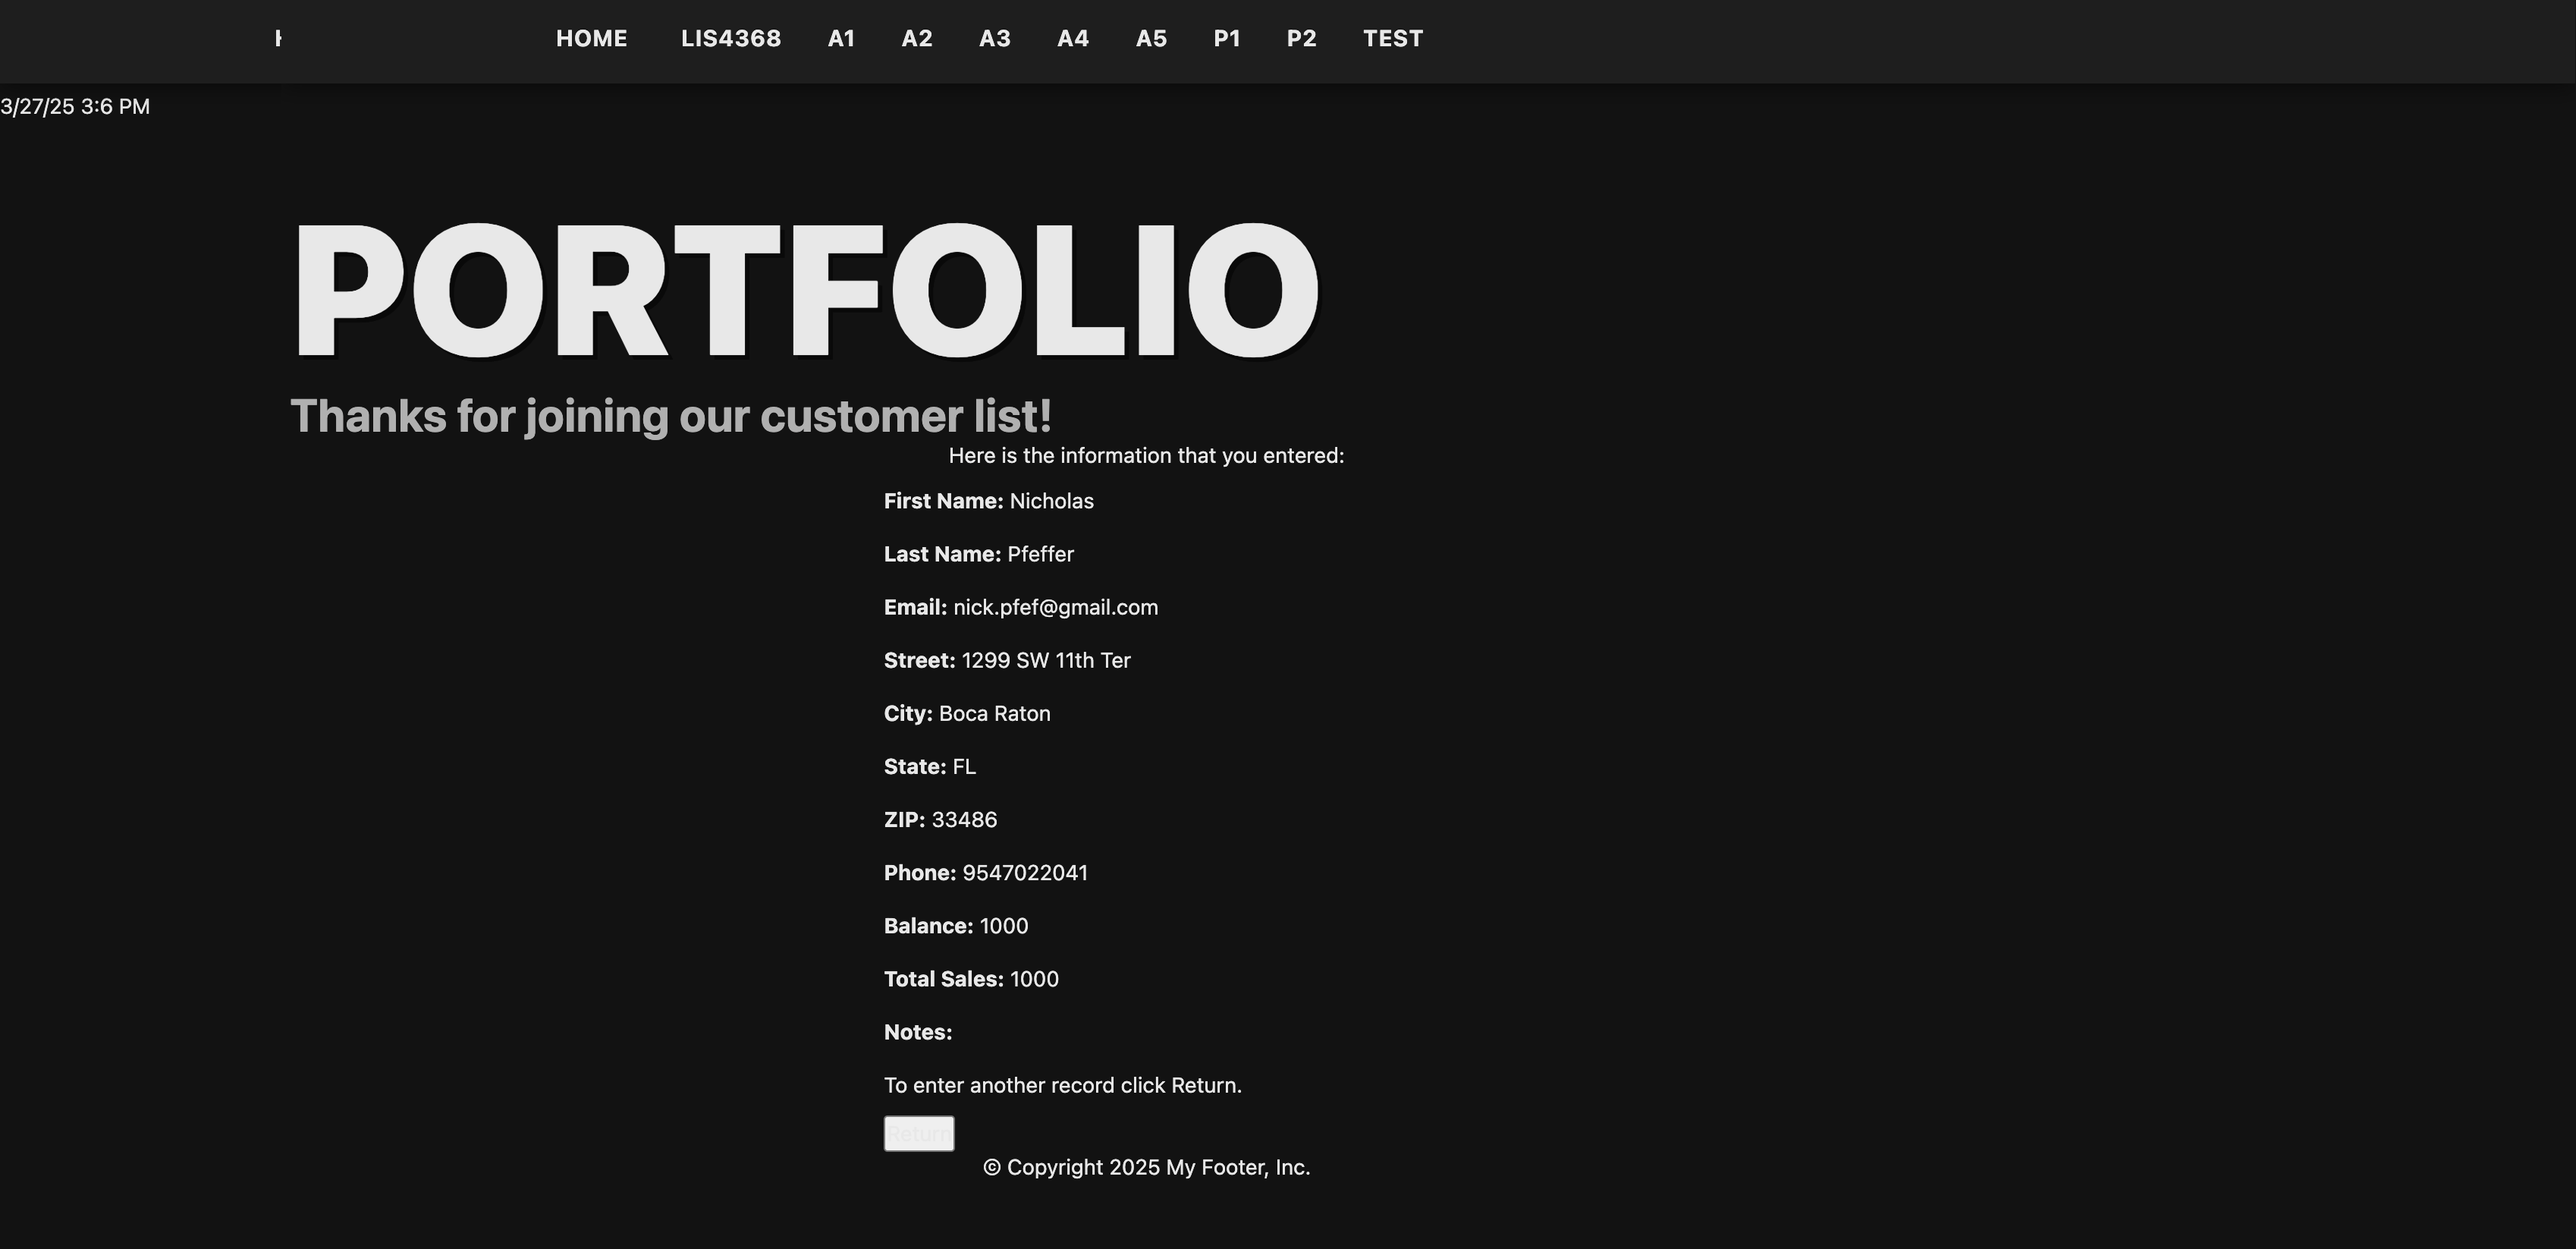 HOME LIS4368 A1 A2 A3 A4 A5 P1 P2 TEST
3/27/25 3:6 PM
PORTFOLIO
Thanks for joining our customer list!
Here is the information that you entered:
First Name: Nicholas
Last Name: Pfeffer
Email: nick.pfef@gmail.com
Street: 1299 SW 11th Ter
City: Boca Raton
State: FL
ZIP: 33486
Phone: 9547022041
Balance: 1000
Total Sales: 1000
Notes:
To enter another record click Return.
Return
© Copyright 2025 My Footer, Inc.